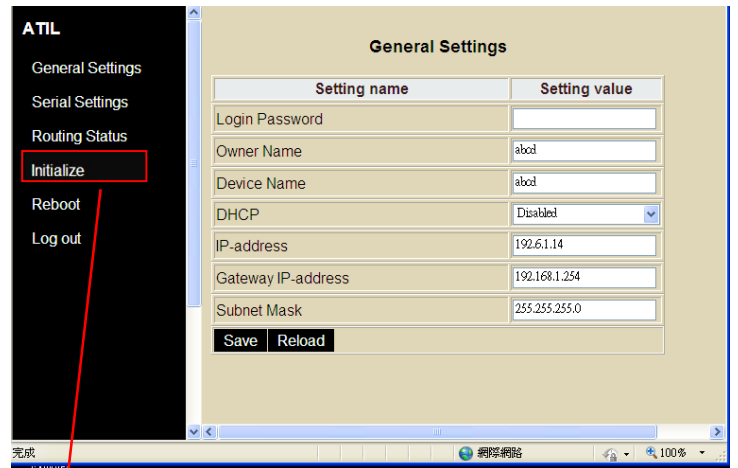 ATIL
General Settings
Serial Settings
Routing Status
Initialize
Reboot
Log out
General Settings
Setting name Setting value
Login Password
Owner Name abcd
Device Name abcd
DHCP Disabled
IP-address 192.6.1.14
Gateway IP-address 192.168.1.254
Subnet Mask 255.255.255.0
Save Reload
完成 網際網路 100%